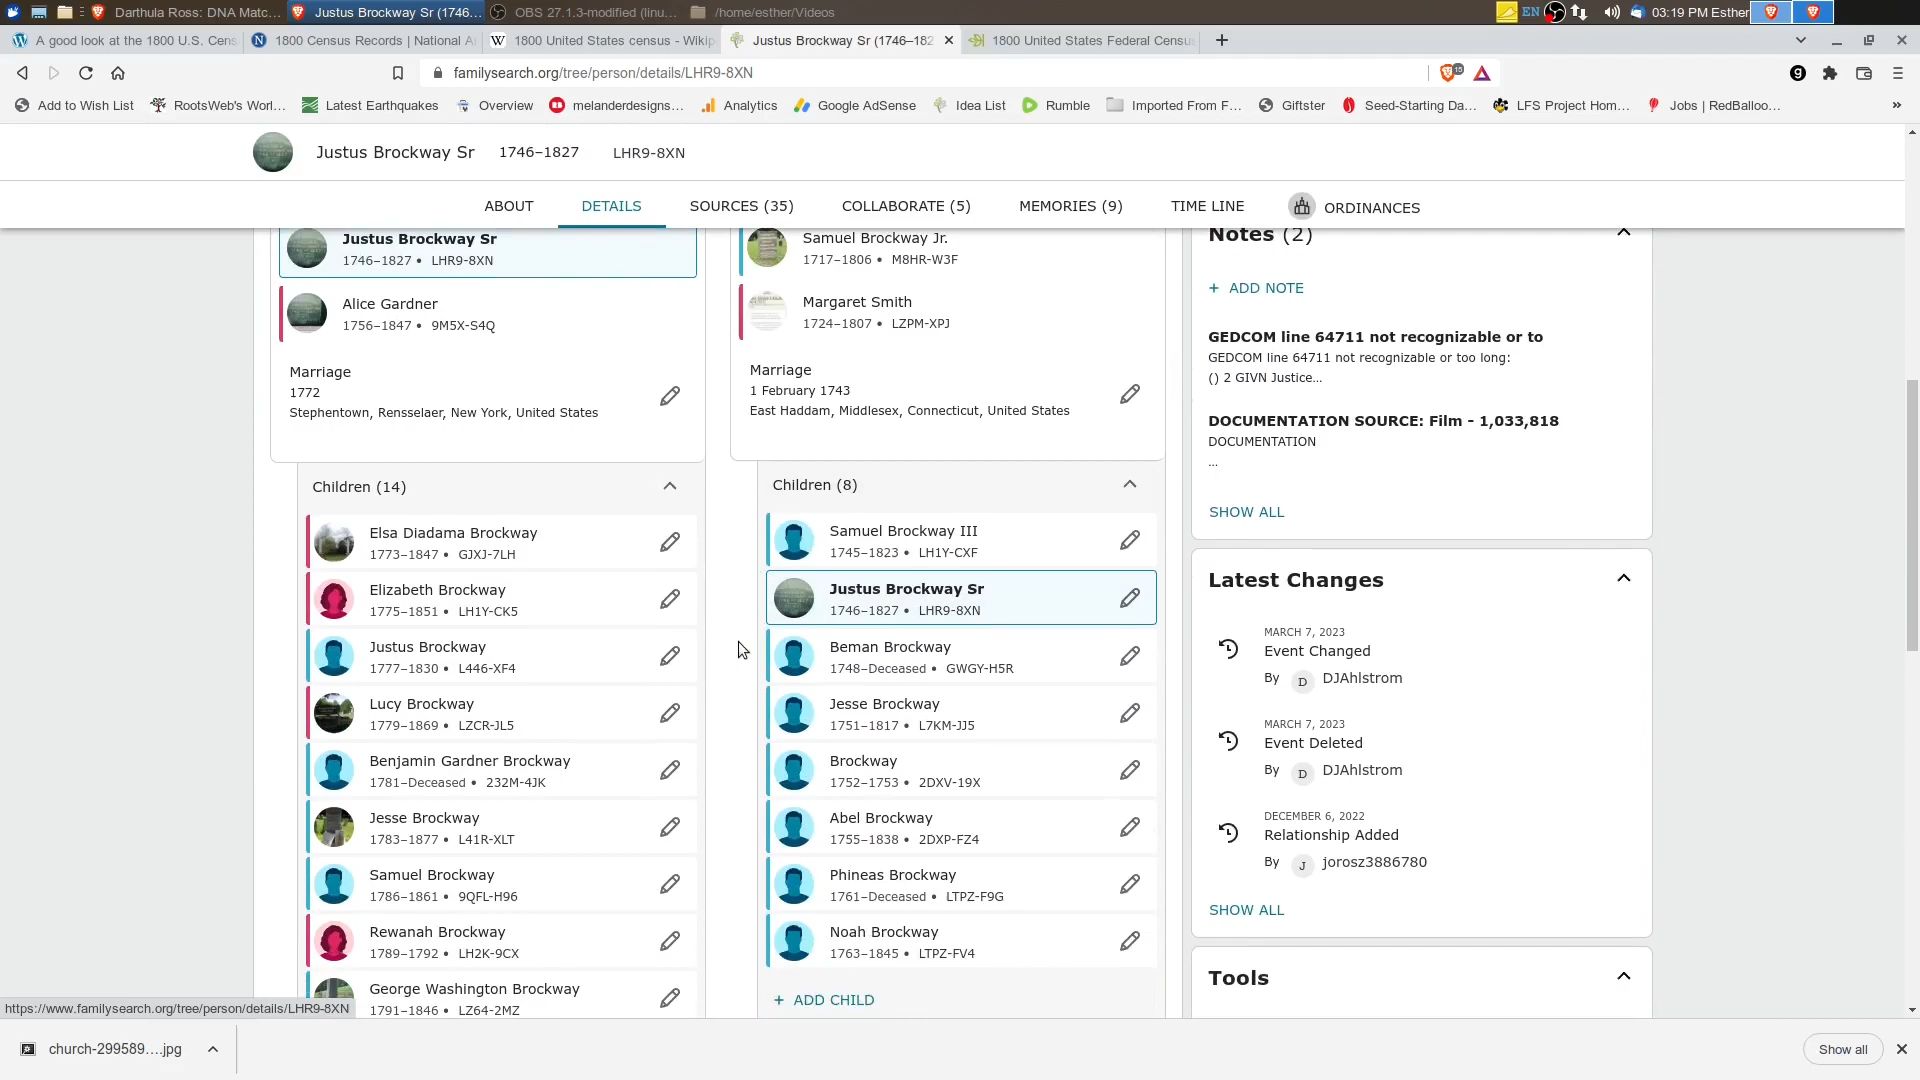 Darthula Ross: DNA Matc...
Justus Brockway Sr (1746...
OBS 27.1.3-modified (linu...
/home/esther/Videos
EN
03:19 PM Esther
A good look at the 1800 U.S. Cens
1800 Census Records | National A
1800 United States census - Wikip
Justus Brockway Sr (1746–182
1800 United States Federal Census
familysearch.org/tree/person/details/LHR9-8XN
15
Add to Wish List
RootsWeb's Worl...
Latest Earthquakes
Overview
melanderdesigns...
Analytics
Google AdSense
Idea List
Rumble
Imported From F...
Giftster
Seed-Starting Da...
LFS Project Hom...
Jobs | RedBalloo...
Justus Brockway Sr 1746–1827 LHR9-8XN
ABOUT DETAILS SOURCES (35) COLLABORATE (5) MEMORIES (9) TIME LINE ORDINANCES
Justus Brockway Sr
1746–1827 • LHR9-8XN
Alice Gardner
1756–1847 • 9M5X-S4Q
Marriage
1772
Stephentown, Rensselaer, New York, United States
Children (14)
Elsa Diadama Brockway
1773–1847 • GJXJ-7LH
Elizabeth Brockway
1775–1851 • LH1Y-CK5
Justus Brockway
1777–1830 • L446-XF4
Lucy Brockway
1779–1869 • LZCR-JL5
Benjamin Gardner Brockway
1781–Deceased • 232M-4JK
Jesse Brockway
1783–1877 • L41R-XLT
Samuel Brockway
1786–1861 • 9QFL-H96
Rewanah Brockway
1789–1792 • LH2K-9CX
George Washington Brockway
1791–1846 • LZ64-2MZ
Samuel Brockway Jr.
1717–1806 • M8HR-W3F
Margaret Smith
1724–1807 • LZPM-XPJ
Marriage
1 February 1743
East Haddam, Middlesex, Connecticut, United States
Children (8)
Samuel Brockway III
1745–1823 • LH1Y-CXF
Justus Brockway Sr
1746–1827 • LHR9-8XN
Beman Brockway
1748–Deceased • GWGY-H5R
Jesse Brockway
1751–1817 • L7KM-JJ5
Brockway
1752–1753 • 2DXV-19X
Abel Brockway
1755–1838 • 2DXP-FZ4
Phineas Brockway
1761–Deceased • LTPZ-F9G
Noah Brockway
1763–1845 • LTPZ-FV4
+ ADD CHILD
Notes (2)
+ ADD NOTE
GEDCOM line 64711 not recognizable or to
GEDCOM line 64711 not recognizable or too long:
() 2 GIVN Justice...
DOCUMENTATION SOURCE: Film - 1,033,818
DOCUMENTATION
...
SHOW ALL
Latest Changes
MARCH 7, 2023
Event Changed
By D DJAhlstrom
MARCH 7, 2023
Event Deleted
By D DJAhlstrom
DECEMBER 6, 2022
Relationship Added
By J jorosz3886780
SHOW ALL
Tools
https://www.familysearch.org/tree/person/details/LHR9-8XN
church-299589....jpg
Show all